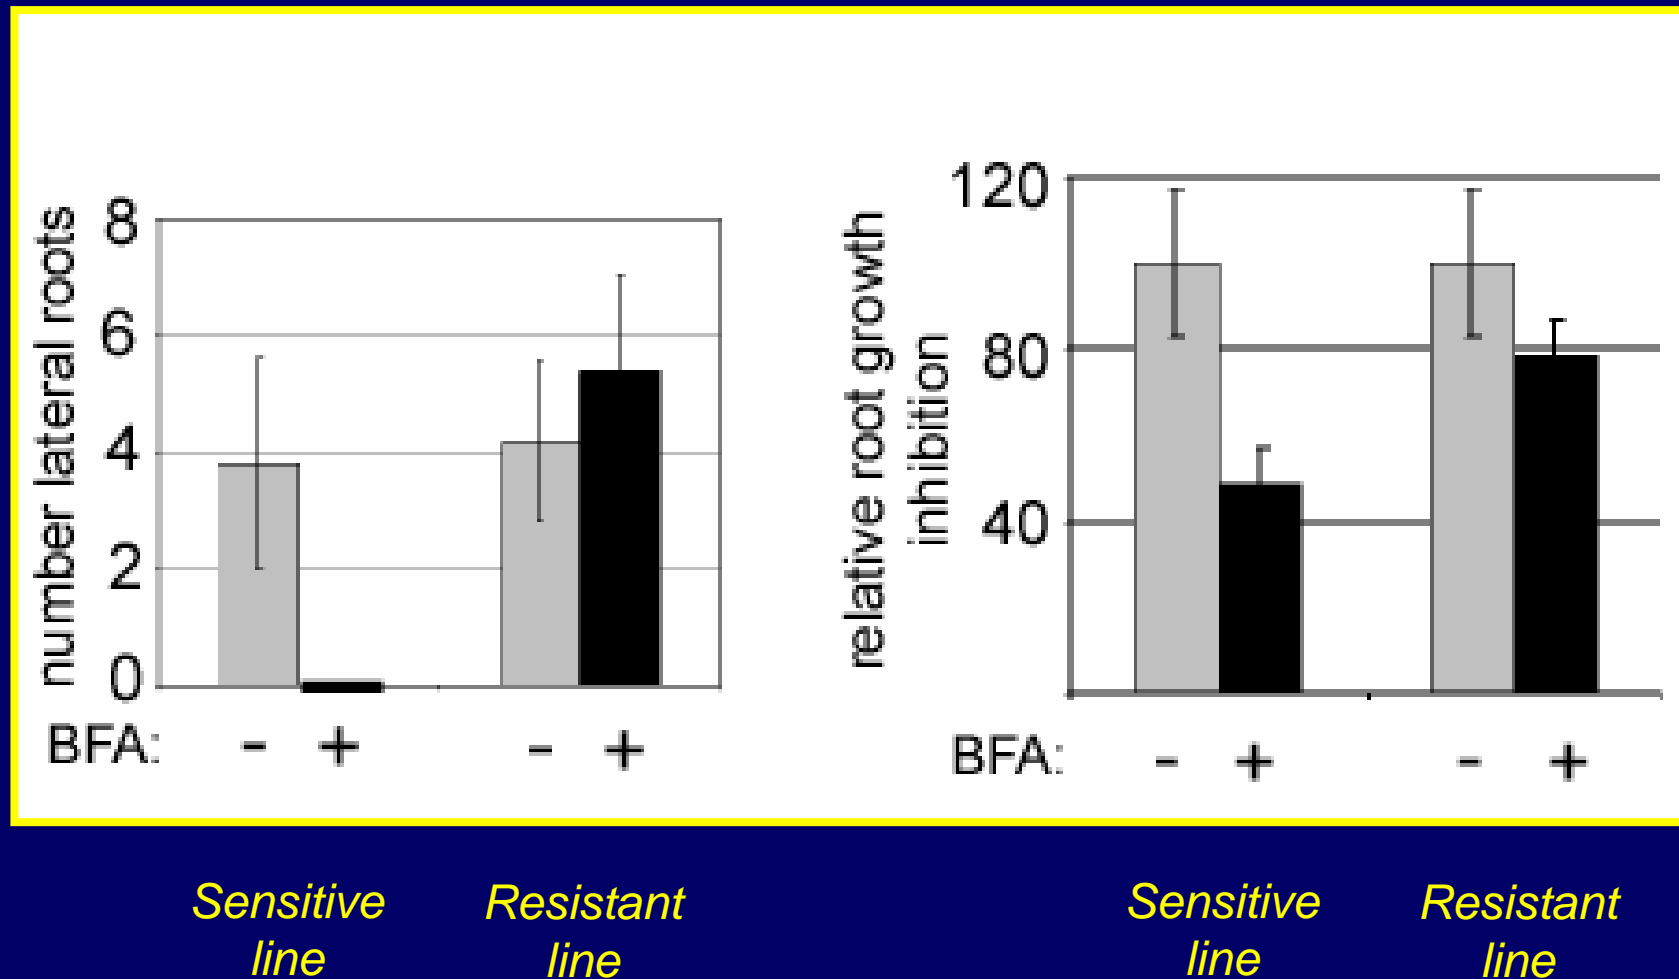 number lateral roots
8
6
4
2
0
BFA: - + - +
relative root growth
inhibition
120
80
40
BFA: - + - +
Sensitive
line
Resistant
line
Sensitive
line
Resistant
line